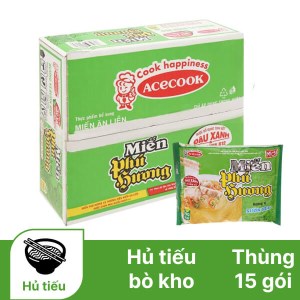 Cook happiness
ACECOOK
MIẾN ĂN LIỀN
ĐẬU XANH
Miến
Phú Hương
Miến
Phú Hương
Hủ tiếu
Hủ tiếu
bò kho
Thùng
15 gói